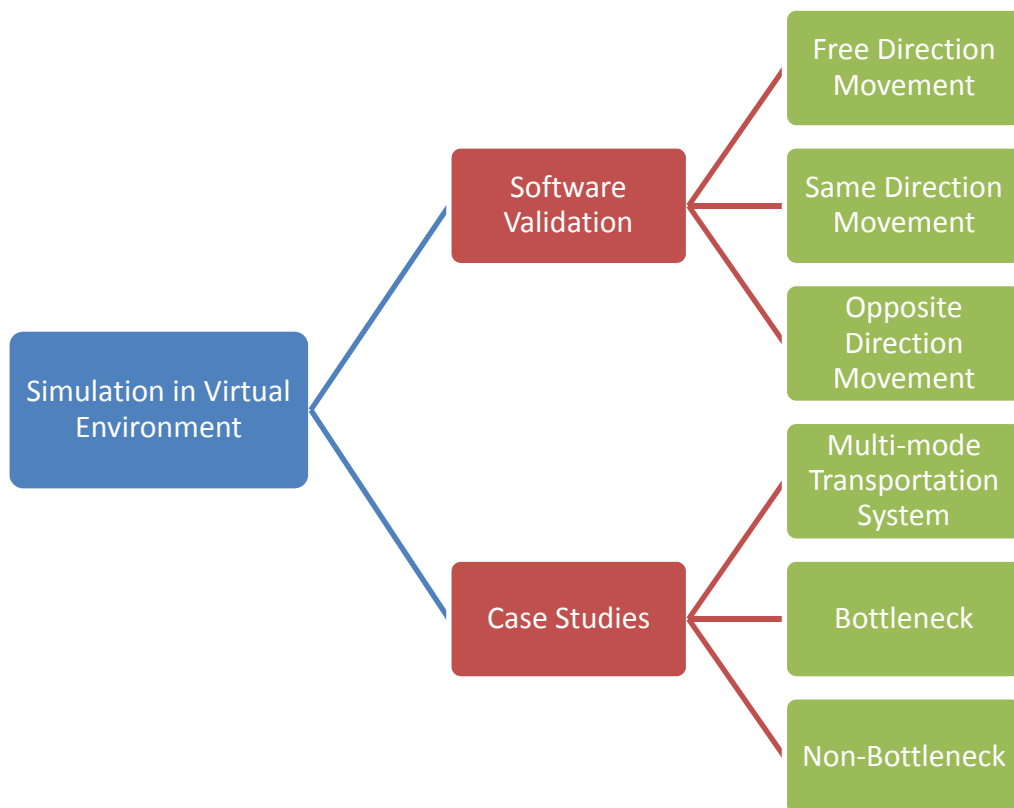 Simulation in Virtual
Environment
Software
Validation
Free Direction
Movement
Same Direction
Movement
Opposite
Direction
Movement
Case Studies
Multi-mode
Transportation
System
Bottleneck
Non-Bottleneck